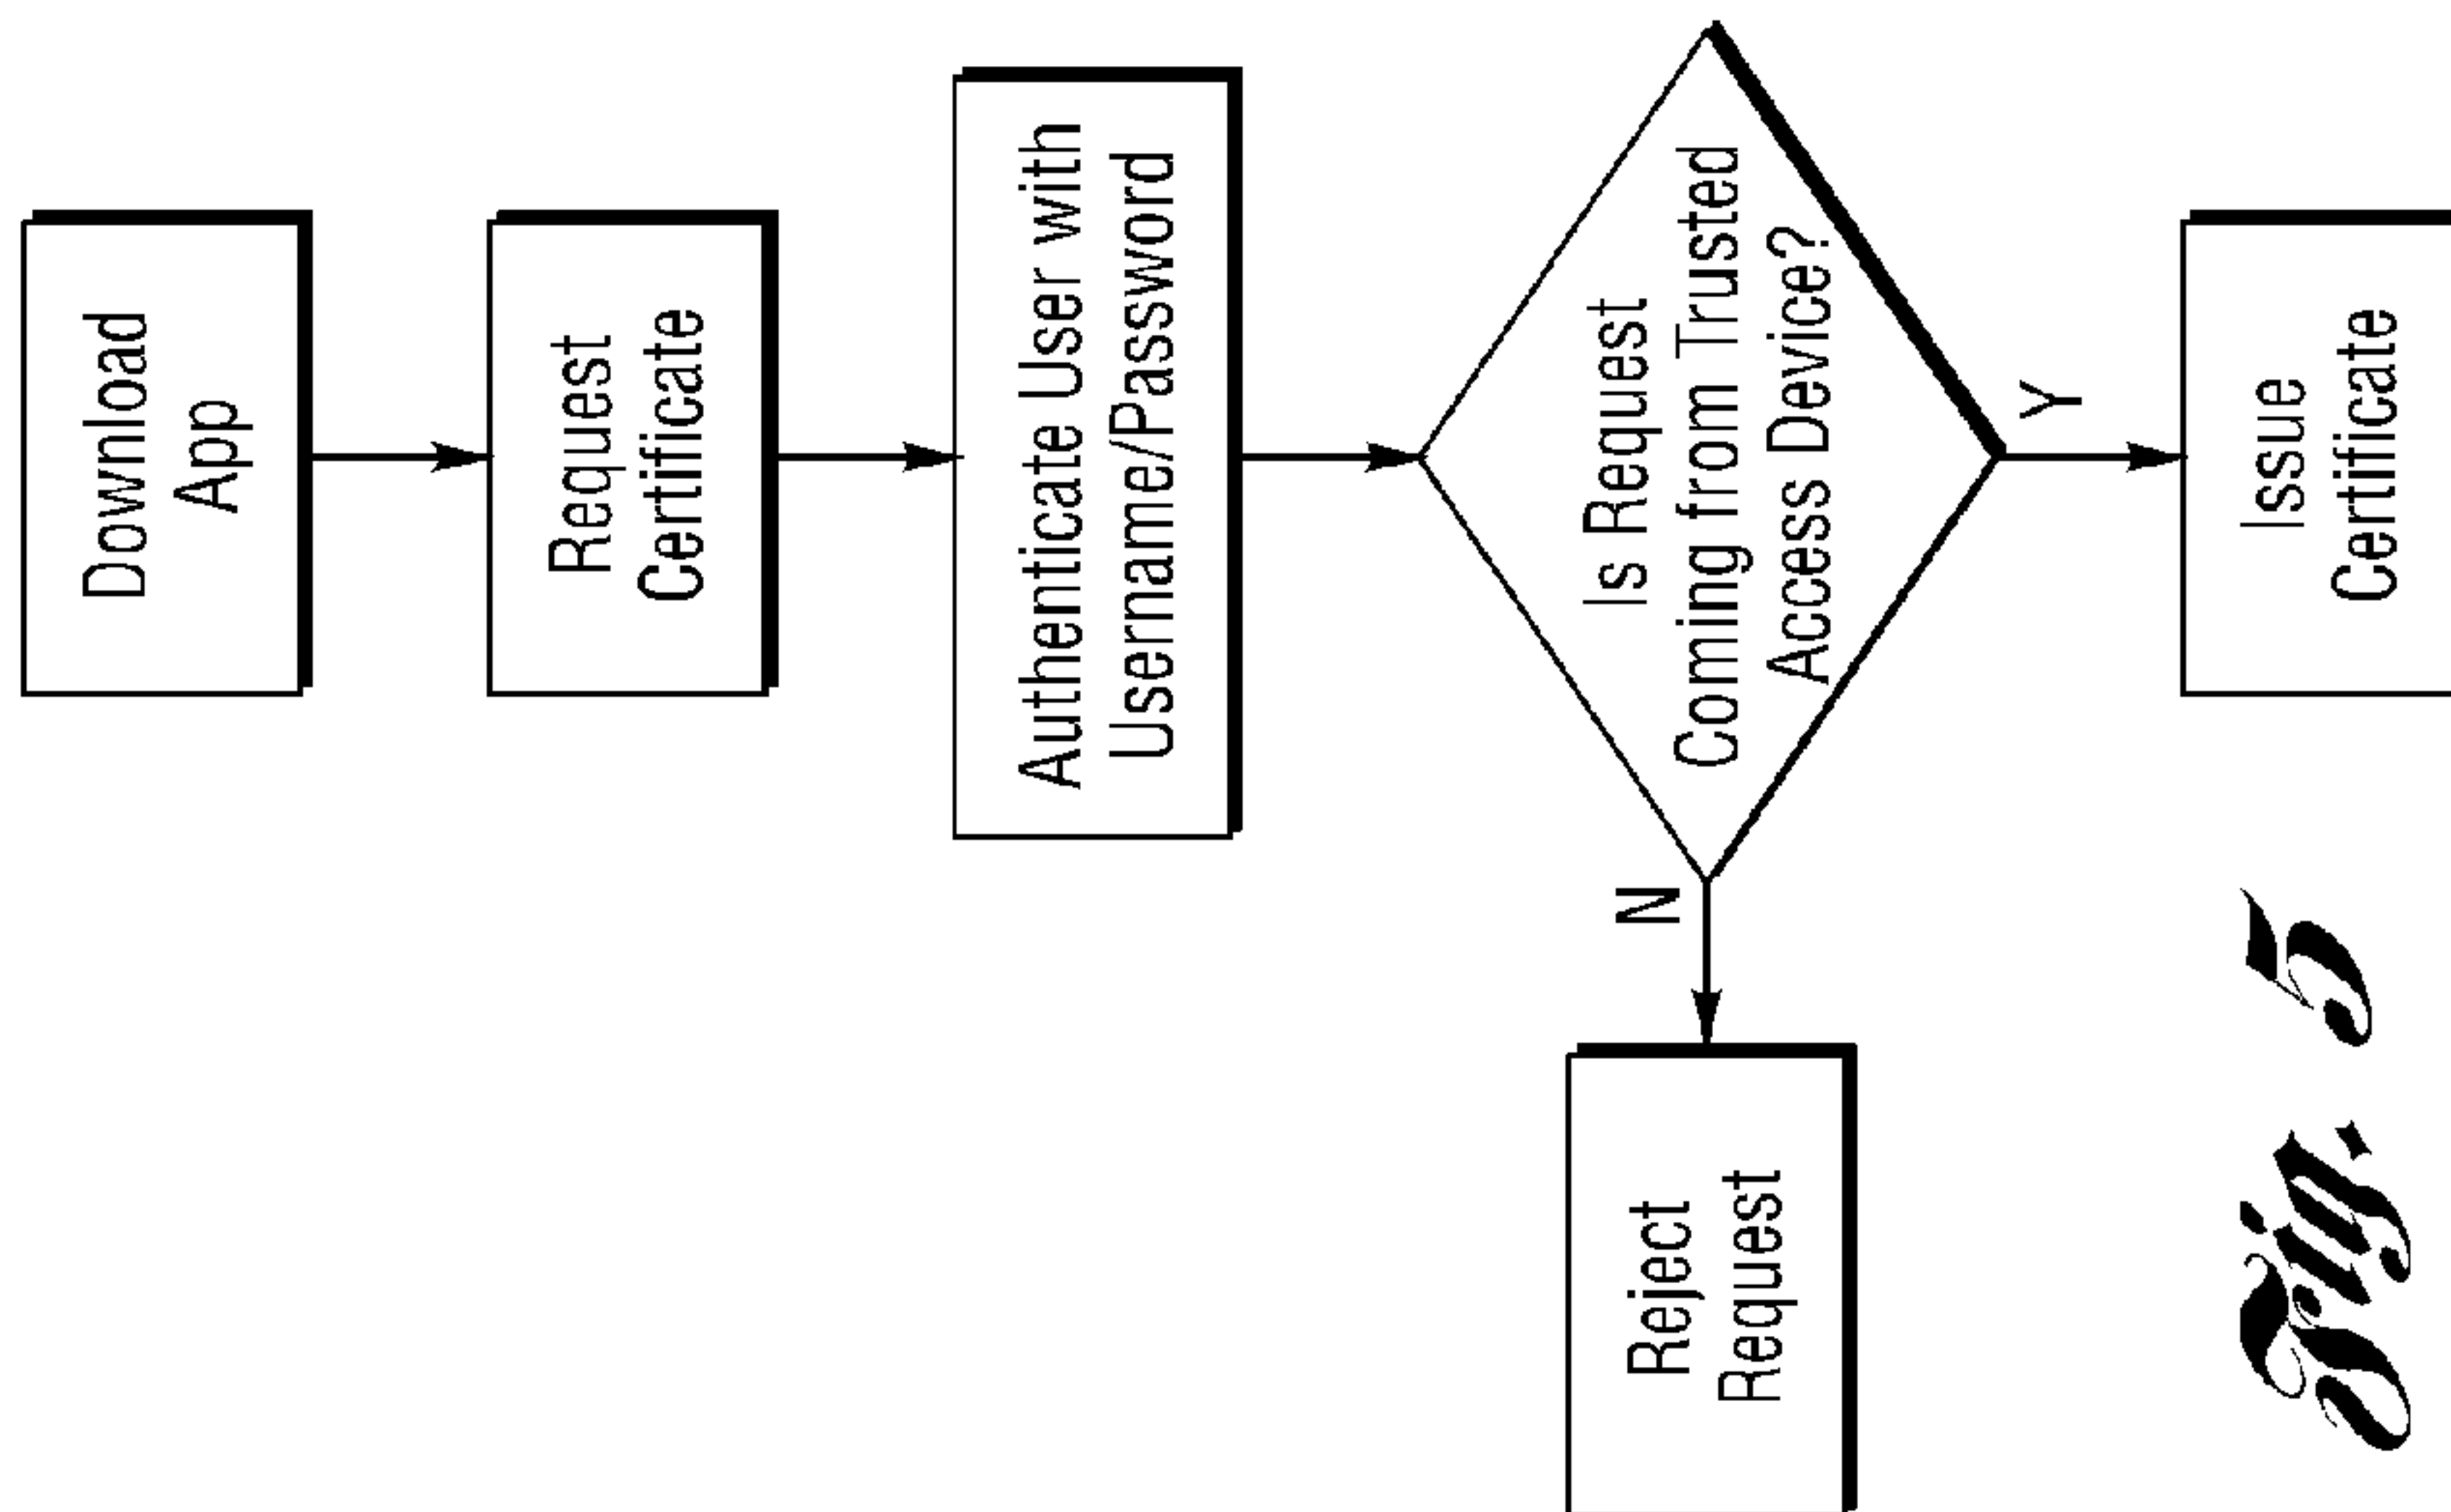 Download
App
Request
Certificate
Authenticate User with
Username/Password
Is Request
Coming from Trusted
Access Device?
N
Reject
Request
Y
Issue
Certificate
Fig. 5